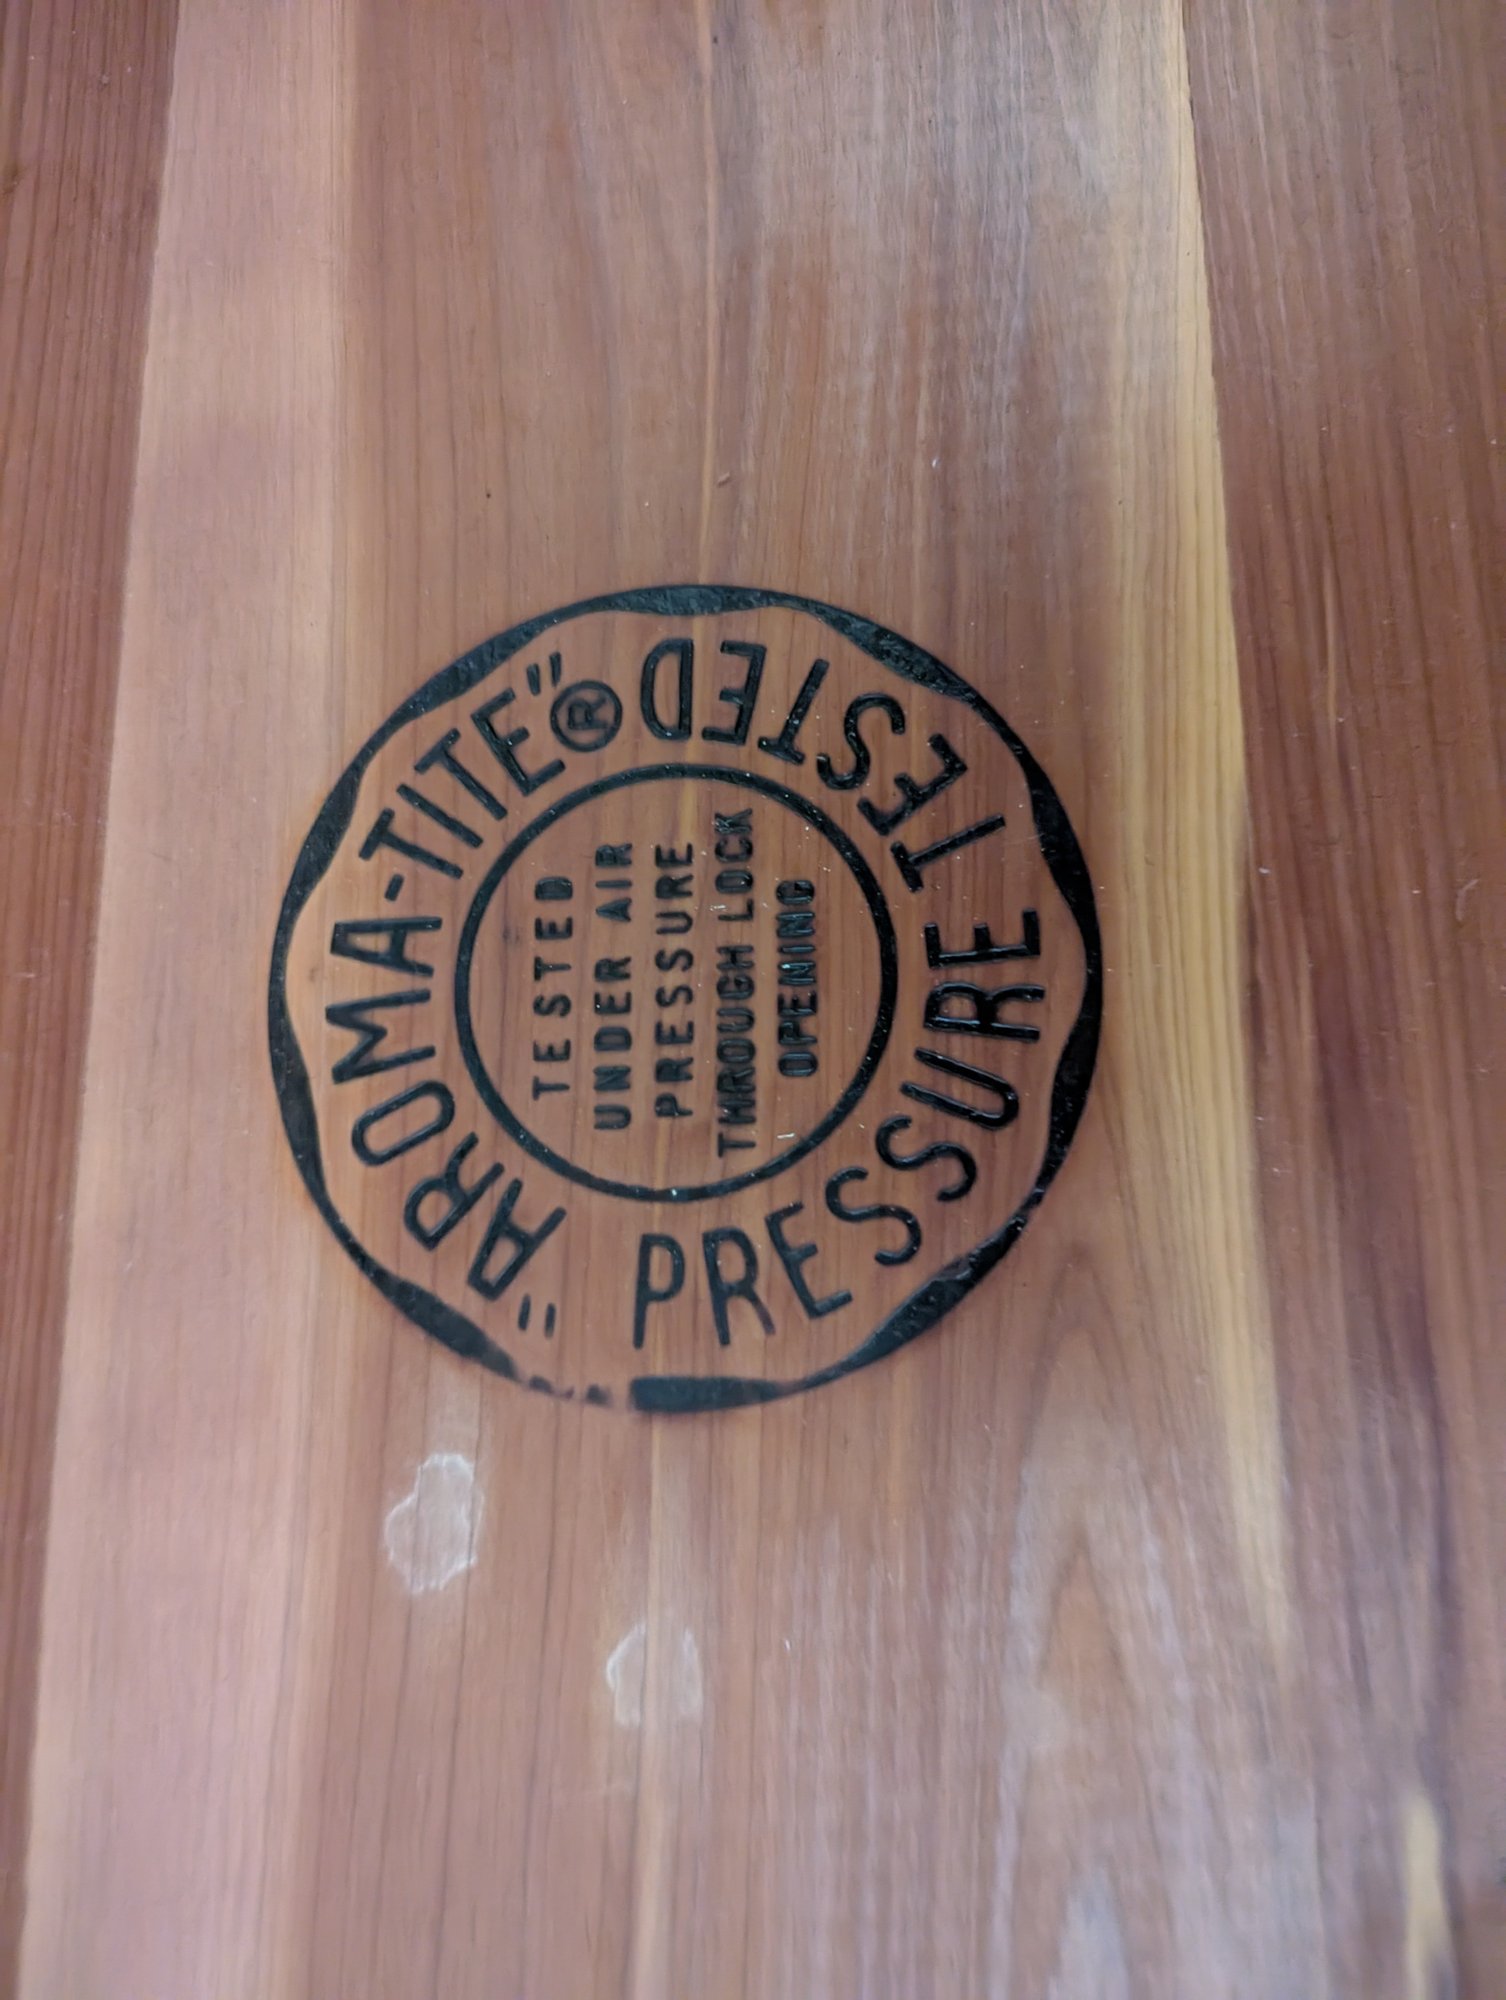 "AROMA-TITE"®
PRESSURE TESTED
TESTED
UNDER AIR
PRESSURE
THROUGH LOCK
OPENING